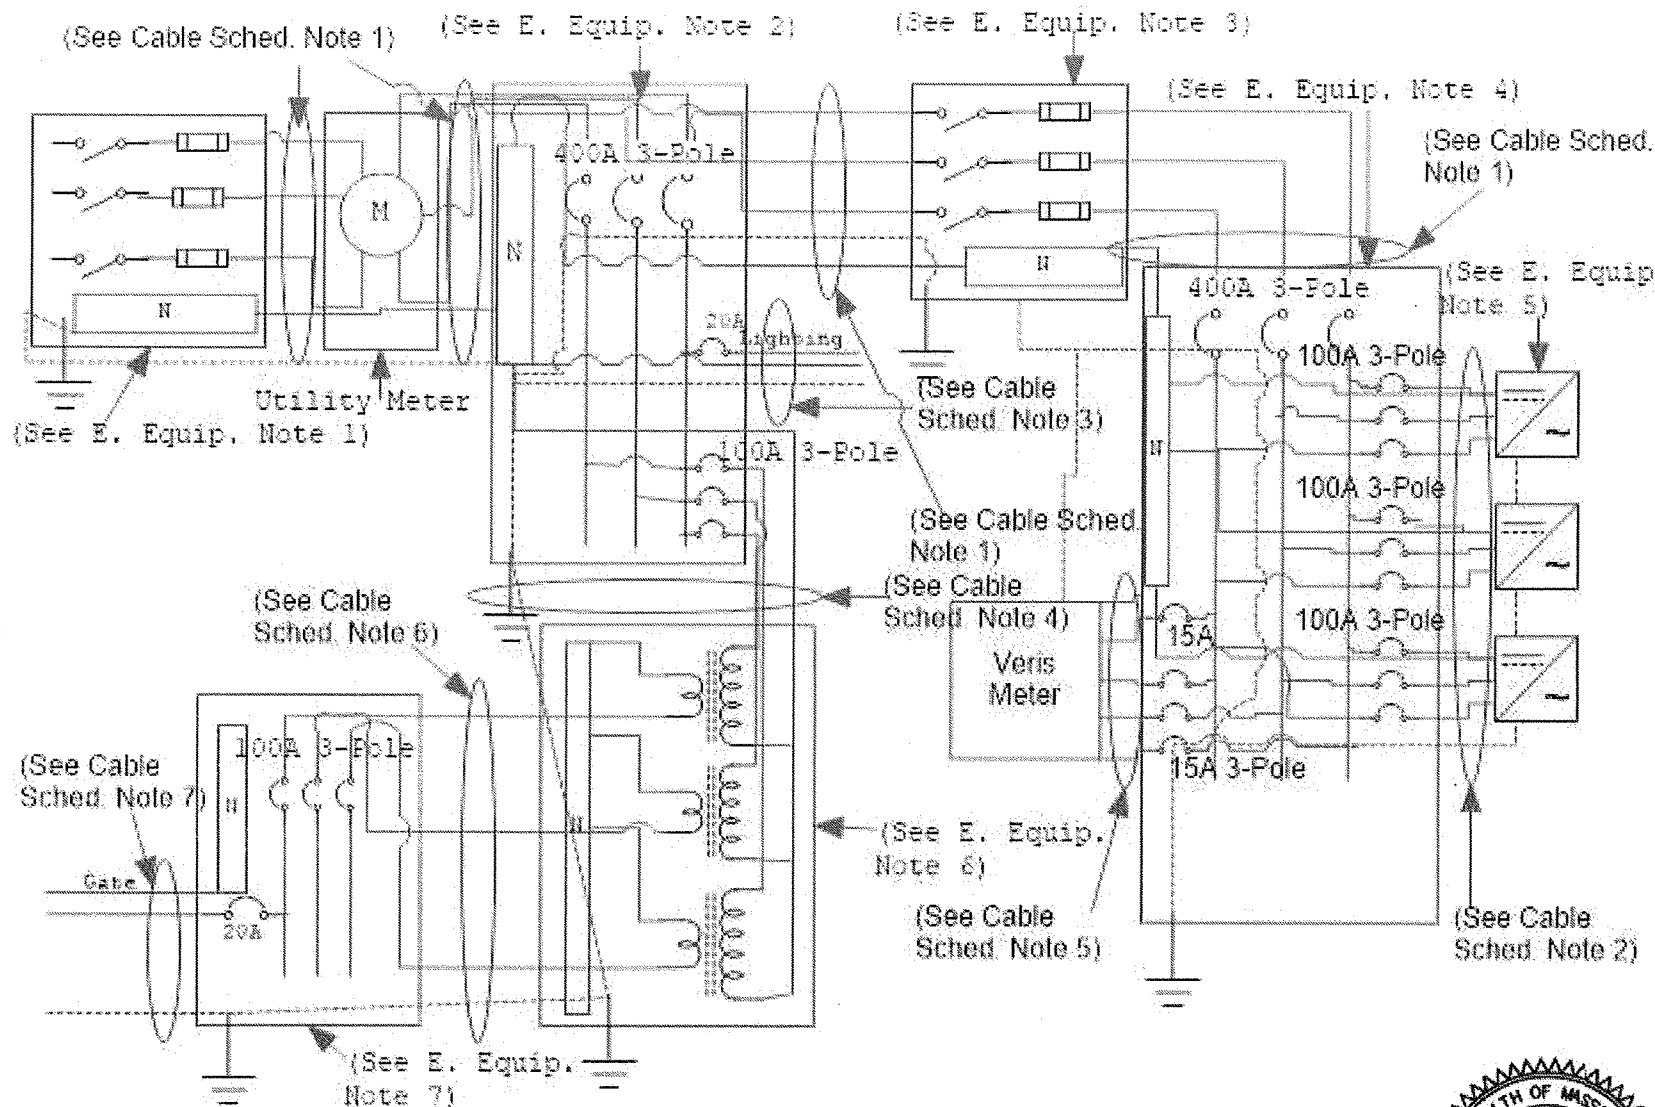 (See Cable Sched. Note 1)
(See E. Equip. Note 2)
(See E. Equip. Note 3)
(See E. Equip. Note 4)
(See Cable Sched.
Note 1)
400A 3-Pole
M
N
N
N
400A 3-Pole
(See E. Equip
Note 5)
20A
Lighting
100A 3-Pole
Utility Meter
(See E. Equip. Note 1)
(See Cable
Sched. Note 3)
100A 3-Pole
N
100A 3-Pole
(See Cable Sched.
Note 1)
(See Cable
Sched. Note 4)
(See Cable
Sched. Note 6)
15A
100A 3-Pole
Veris
Meter
100A 3-Pole
(See Cable
Sched. Note 7)
N
15A 3-Pole
N
(See E. Equip.
Note 6)
Gate
20A
(See Cable
Sched. Note 5)
(See Cable
Sched. Note 2)
(See E. Equip.
Note 7)
TH OF MASS